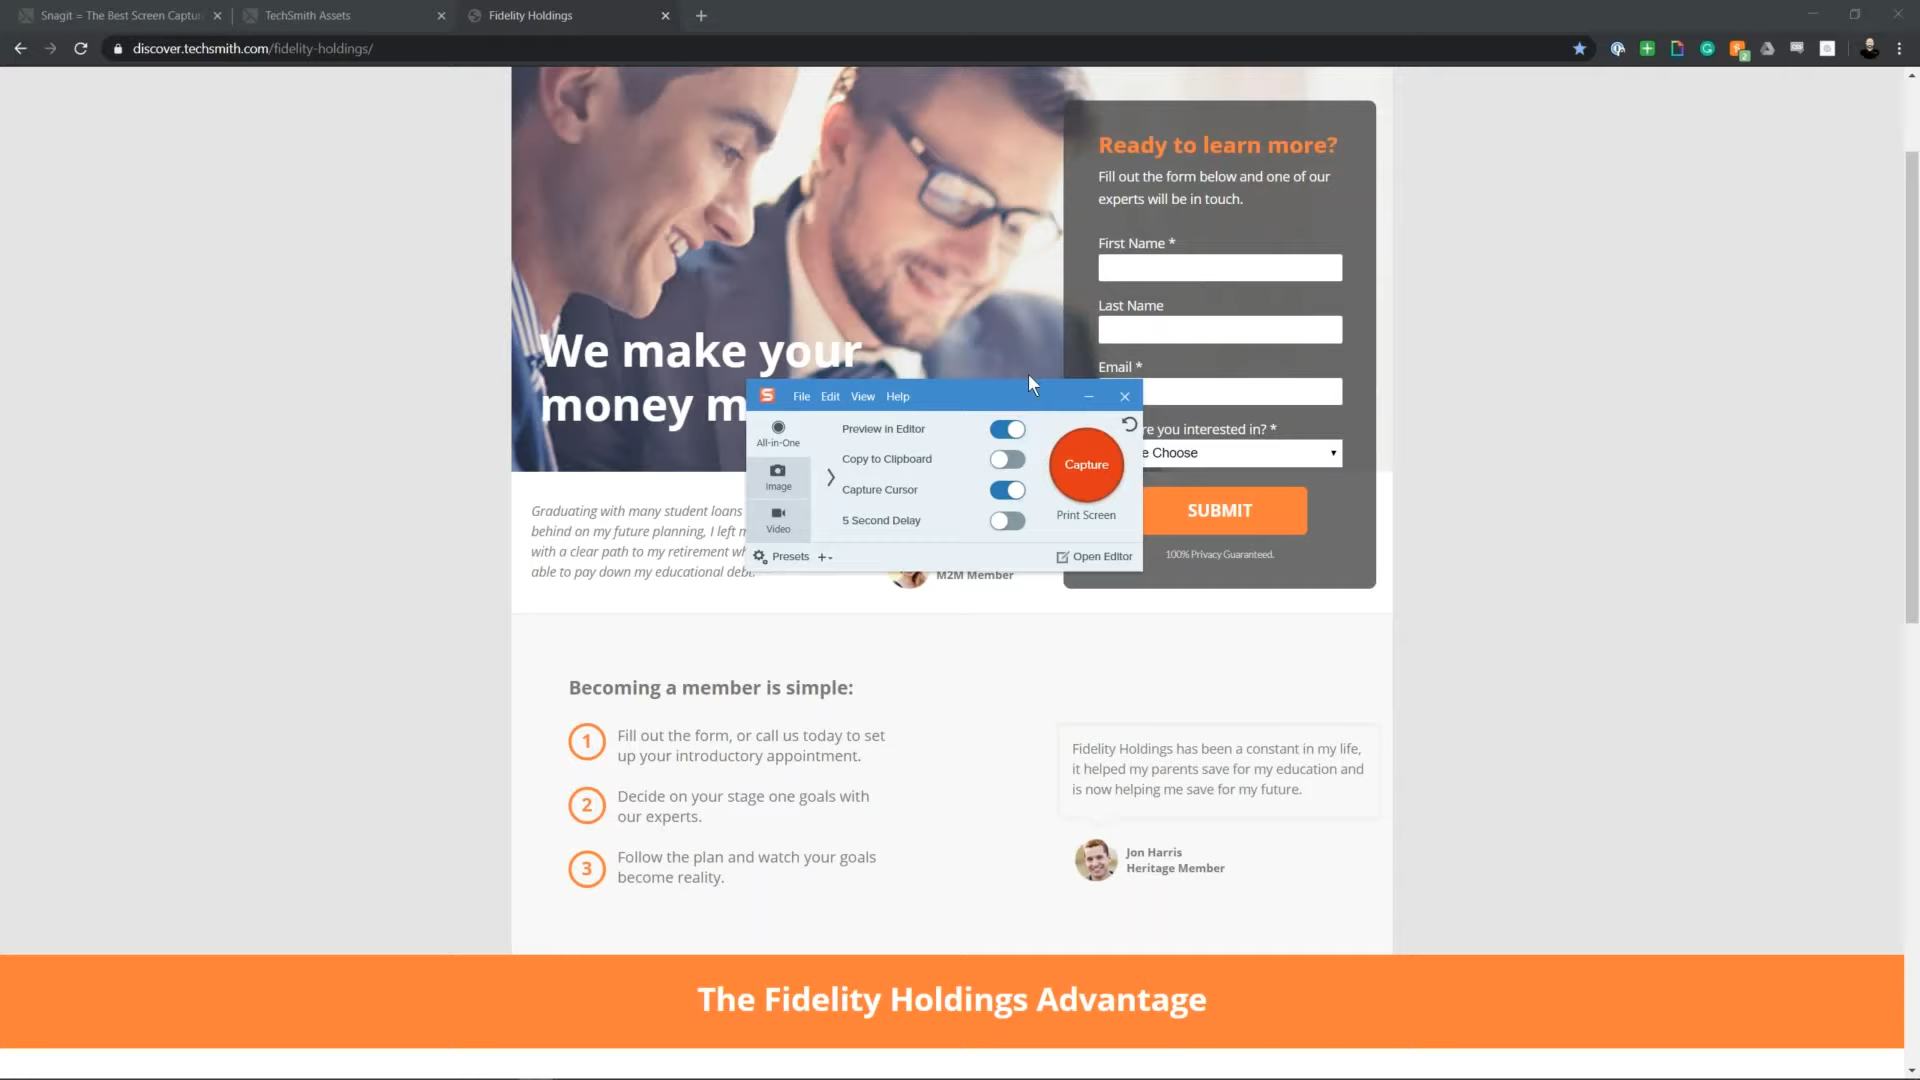 Snagit = The Best Screen Captu
TechSmith Assets
Fidelity Holdings
discover.techsmith.com/fidelity-holdings/
2
We make your
money m
Ready to learn more?
Fill out the form below and one of our
experts will be in touch.
First Name *
Last Name
Email *
re you interested in? *
e Choose
SUBMIT
100% Privacy Guaranteed.
S
File Edit View Help
All-in-One
Image
Video
Preview in Editor
Copy to Clipboard
Capture Cursor
5 Second Delay
Capture
Print Screen
Presets
Open Editor
Graduating with many student loans
behind on my future planning, I left m
with a clear path to my retirement w
able to pay down my educational deb
M2M Member
Becoming a member is simple:
1 Fill out the form, or call us today to set
up your introductory appointment.
2 Decide on your stage one goals with
our experts.
3 Follow the plan and watch your goals
become reality.
Fidelity Holdings has been a constant in my life,
it helped my parents save for my education and
is now helping me save for my future.
Jon Harris
Heritage Member
The Fidelity Holdings Advantage